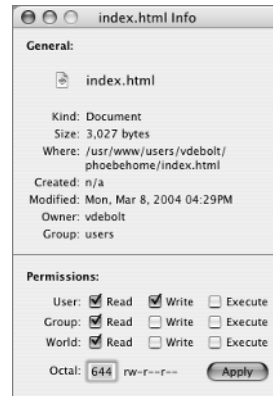 index.html Info
General:
index.html
Kind: Document
Size: 3,027 bytes
Where: /usr/www/users/vdebolt/
phoebehome/index.html
Created: n/a
Modified: Mon, Mar 8, 2004 04:29PM
Owner: vdebolt
Group: users
Permissions:
User: Read Write Execute
Group: Read Write Execute
World: Read Write Execute
Octal: 644 rw-r--r-- Apply